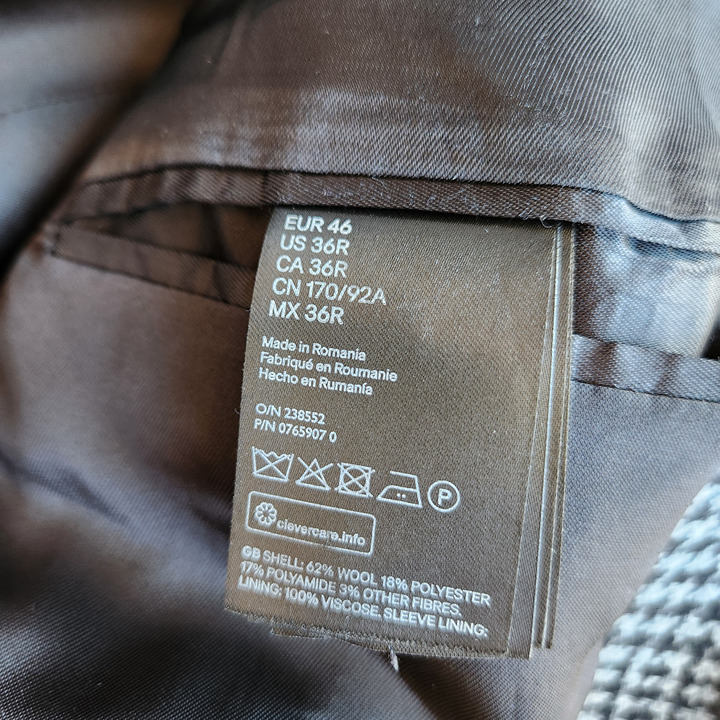 EUR 46
US 36R
CA 36R
CN 170/92A
MX 36R
Made in Romania
Fabriqué en Roumanie
Hecho en Rumanía
O/N 238552
P/N 0765907 0
P
clevercare.info
GB SHELL: 62% WOOL 18% POLYESTER
17% POLYAMIDE 3% OTHER FIBRES.
LINING: 100% VISCOSE. SLEEVE LINING: